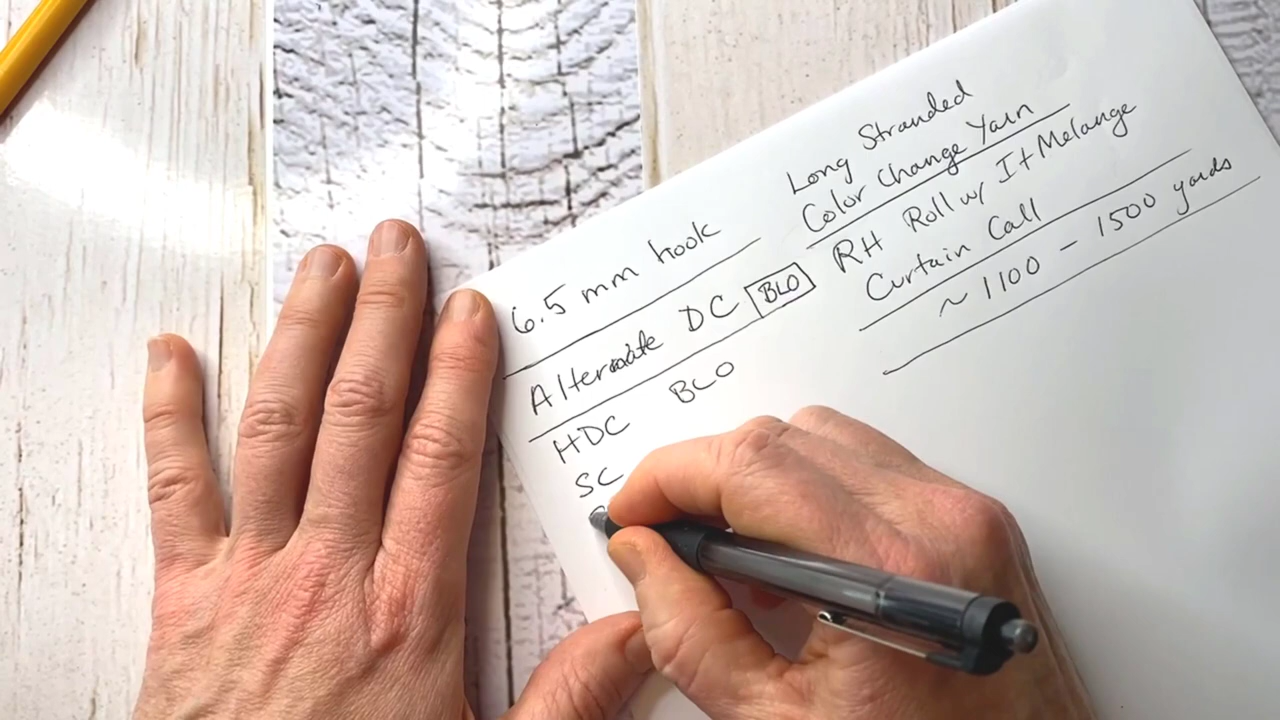 6.5 mm hook
Alternate DC BLO
HDC BLO
SC
Long Stranded
Color Change Yarn
RH Roll w/ It Melange
Curtain Call
~ 1100 - 1500 yards